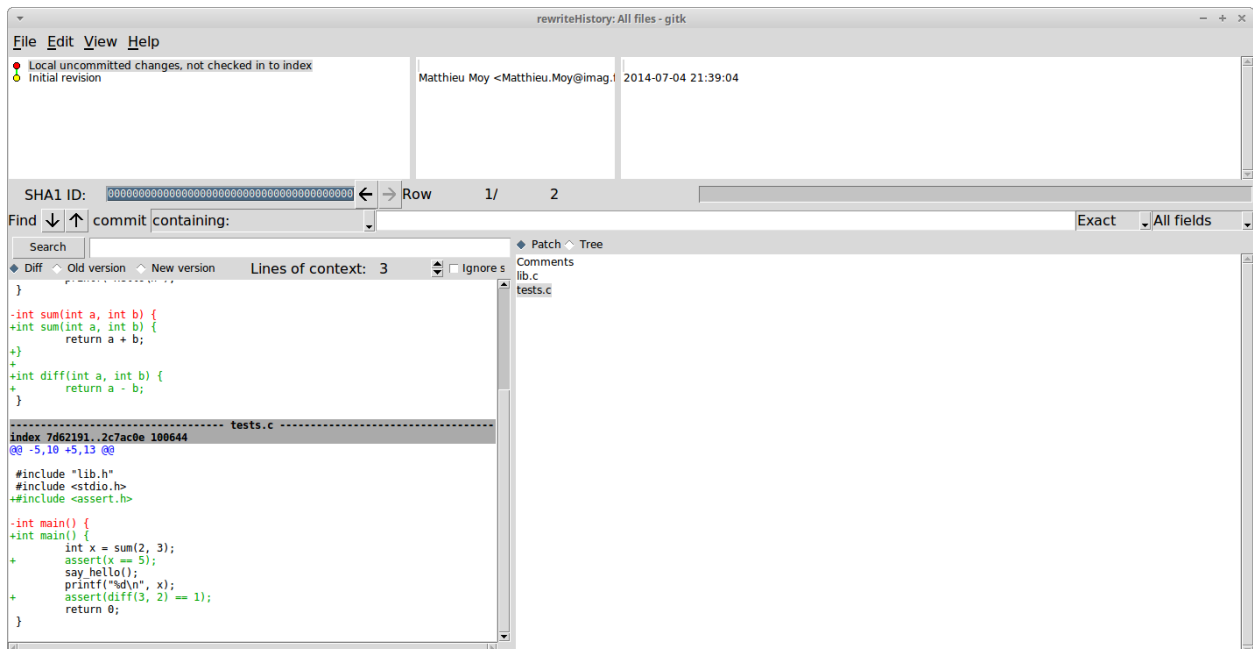 rewriteHistory: All files - gitk
File Edit View Help
Local uncommitted changes, not checked in to index
Initial revision Matthieu Moy <Matthieu.Moy@imag.f 2014-07-04 21:39:04
SHA1 ID: 0000000000000000000000000000000000000000 Row 1/ 2
Find commit containing: Exact All fields
Search
Patch Tree
Diff Old version New version Lines of context: 3 Ignore s
Comments
lib.c
tests.c
}
-int sum(int a, int b) {
+int sum(int a, int b) {
return a + b;
+}
+
+int diff(int a, int b) {
+ return a - b;
}
----------------------------------- tests.c -----------------------------------
index 7d62191..2c7ac0e 100644
@@ -5,10 +5,13 @@
#include "lib.h"
#include <stdio.h>
+#include <assert.h>
-int main() {
+int main() {
int x = sum(2, 3);
+ assert(x == 5);
say_hello();
printf("%d\n", x);
+ assert(diff(3, 2) == 1);
return 0;
}